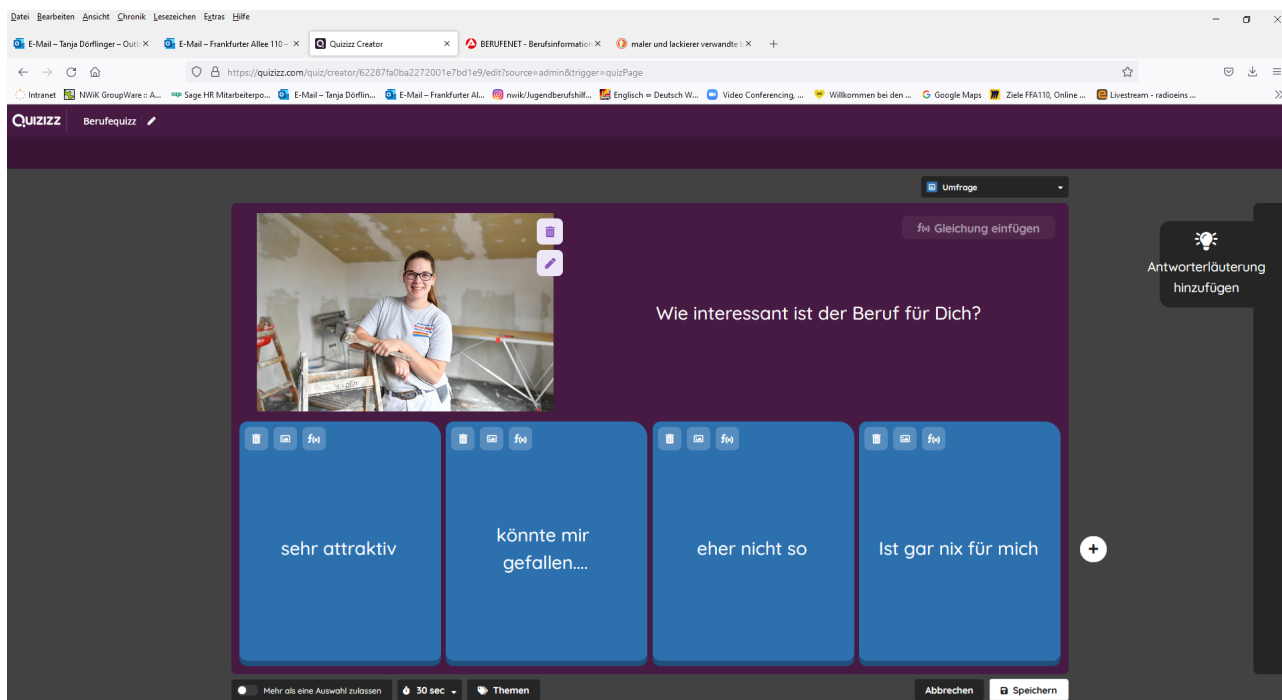 Datei Bearbeiten Ansicht Chronik Lesezeichen Extras Hilfe
E-Mail – Tanja Dörflinger – Outl
E-Mail – Frankfurter Allee 110 –
Quizizz Creator
BERUFENET - Berufsinformation
maler und lackierer verwandte
https://quizizz.com/quiz/creator/62287fa0ba2272001e7bd1e9/edit?source=admin&trigger=quizPage
Intranet NWiK GroupWare :: A... Sage HR Mitarbeiterpo... E-Mail – Tanja Dörflin... E-Mail – Frankfurter Al... nwik/Jugendberufshilf... Englisch ⇔ Deutsch W... Video Conferencing, ... Willkommen bei den ... Google Maps Ziele FFA110, Online ... Livestream - radioeins ...
QUIZIZZ Berufequizz
Umfrage
f(x) Gleichung einfügen
Antworterläuterung
hinzufügen
Wie interessant ist der Beruf für Dich?
f(x) f(x) f(x) f(x)
sehr attraktiv
könnte mir
gefallen....
eher nicht so
Ist gar nix für mich
Mehr als eine Auswahl zulassen 30 sec Themen Abbrechen Speichern